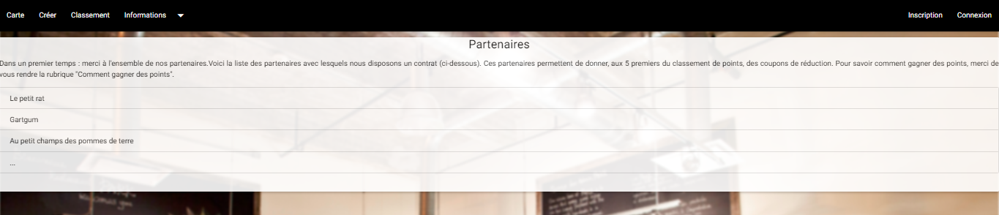 Carte Créer Classement Informations Inscription Connexion
Partenaires
Dans un premier temps : merci à l'ensemble de nos partenaires.Voici la liste des partenaires avec lesquels nous disposons un contrat (ci-dessous). Ces partenaires permettent de donner, aux 5 premiers du classement de points, des coupons de réduction. Pour savoir comment gagner des points, merci de
vous rendre la rubrique "Comment gagner des points".
Le petit rat
Gartgum
Au petit champs des pommes de terre
...